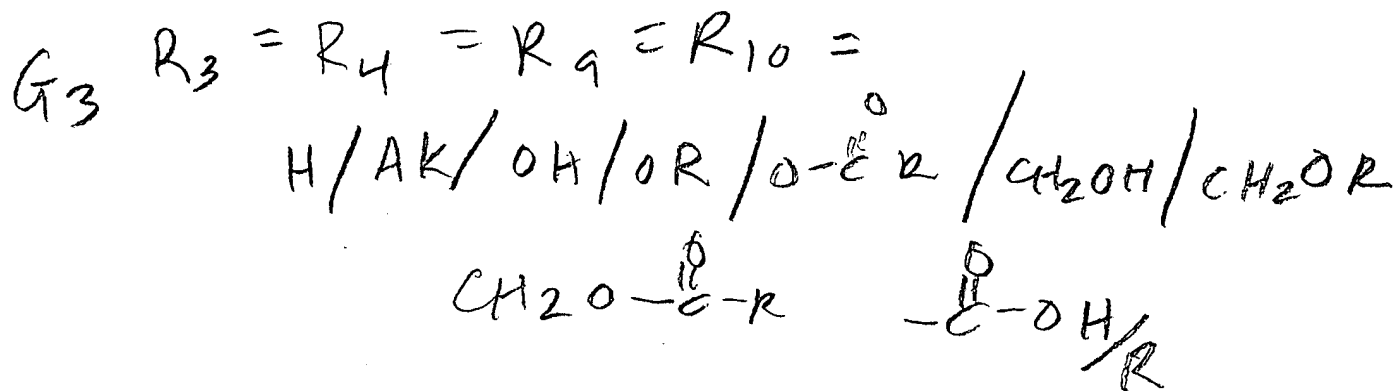 G3 R3 = R4 = R9 = R10 =
H/AK/OH/OR/O-C(=O)R/CH2OH/CH2OR
CH2O-C(=O)-R -C(=O)-OH/R